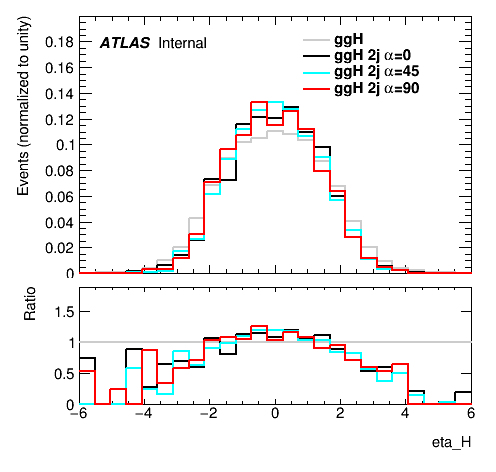 Events (normalized to unity)
0.18
0.16
0.14
0.12
0.1
0.08
0.06
0.04
0.02
0
ATLAS Internal
ggH
ggH 2j α=0
ggH 2j α=45
ggH 2j α=90
Ratio
1.5
1
0.5
0
−6 −4 −2 0 2 4 6
eta_H